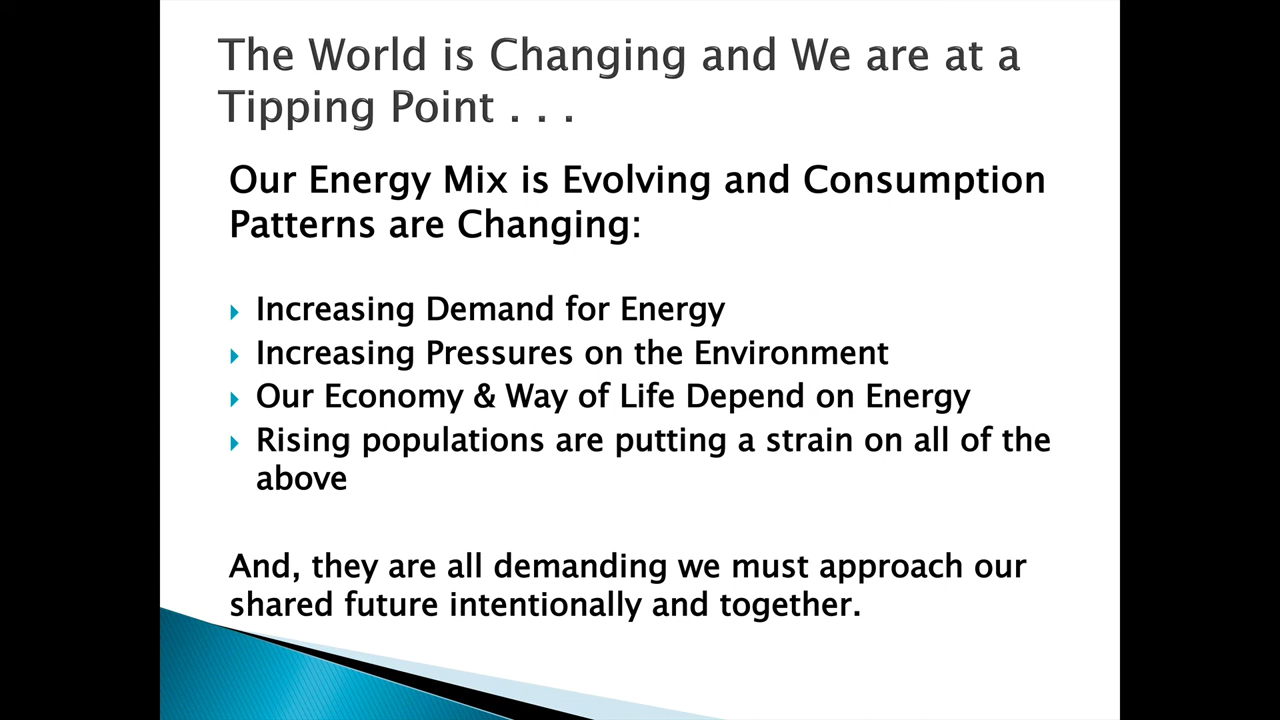 The World is Changing and We are at a
Tipping Point . . .
Our Energy Mix is Evolving and Consumption
Patterns are Changing:
Increasing Demand for Energy
Increasing Pressures on the Environment
Our Economy & Way of Life Depend on Energy
Rising populations are putting a strain on all of the
above
And, they are all demanding we must approach our
shared future intentionally and together.